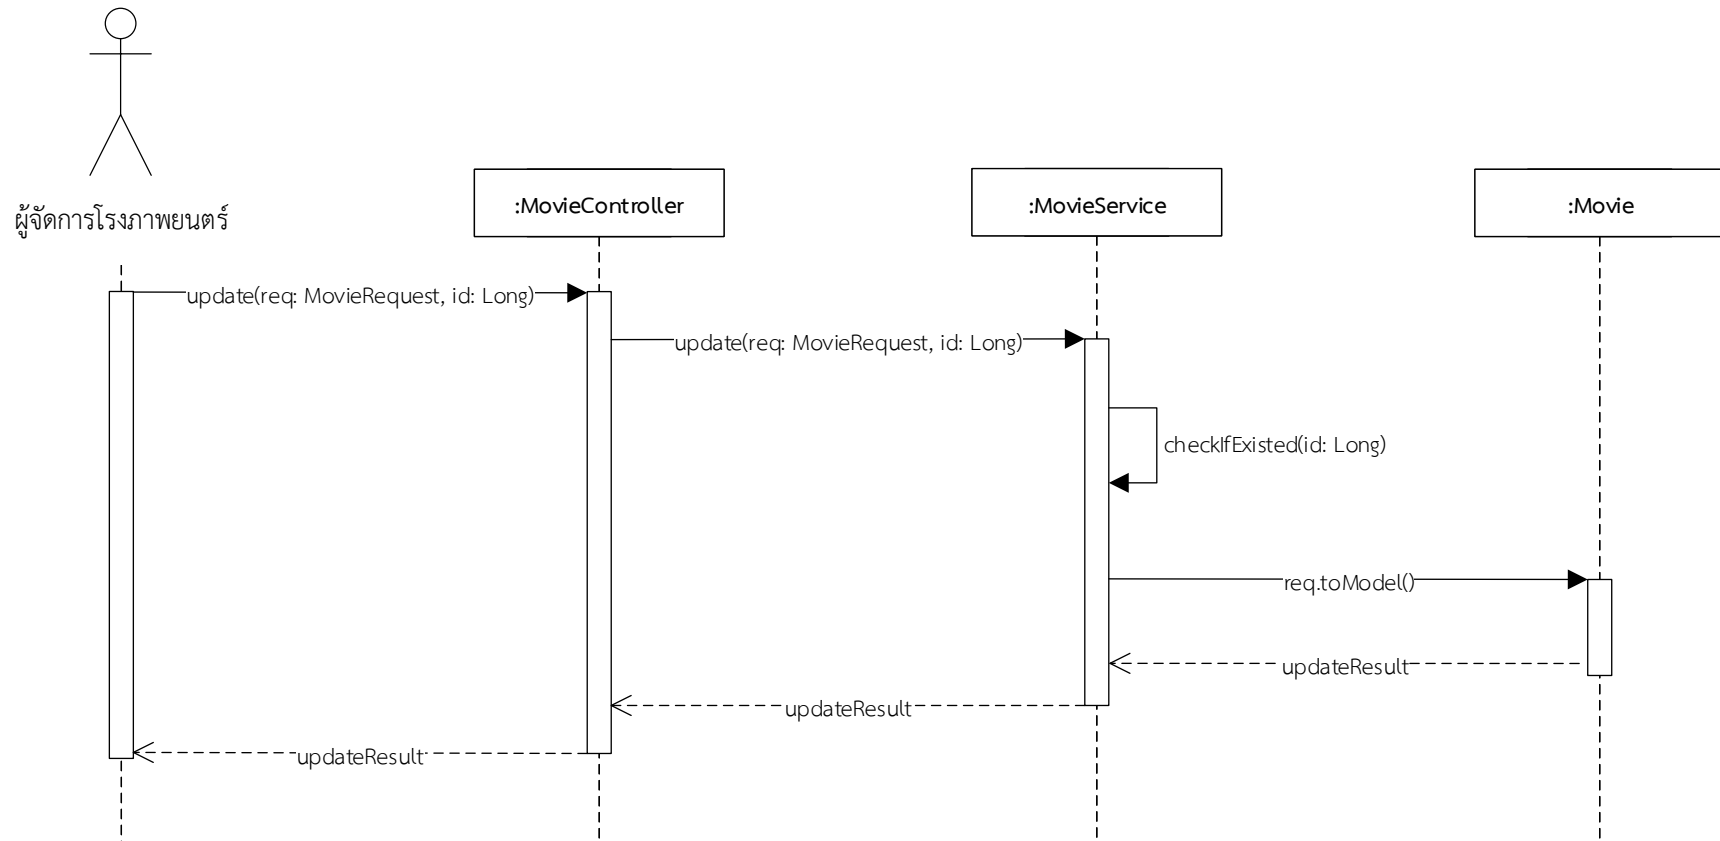 ผู้จัดการโรงภาพยนตร์
:MovieController
:MovieService
:Movie
update(req: MovieRequest, id: Long)
update(req: MovieRequest, id: Long)
checkIfExisted(id: Long)
req.toModel()
updateResult
updateResult
updateResult